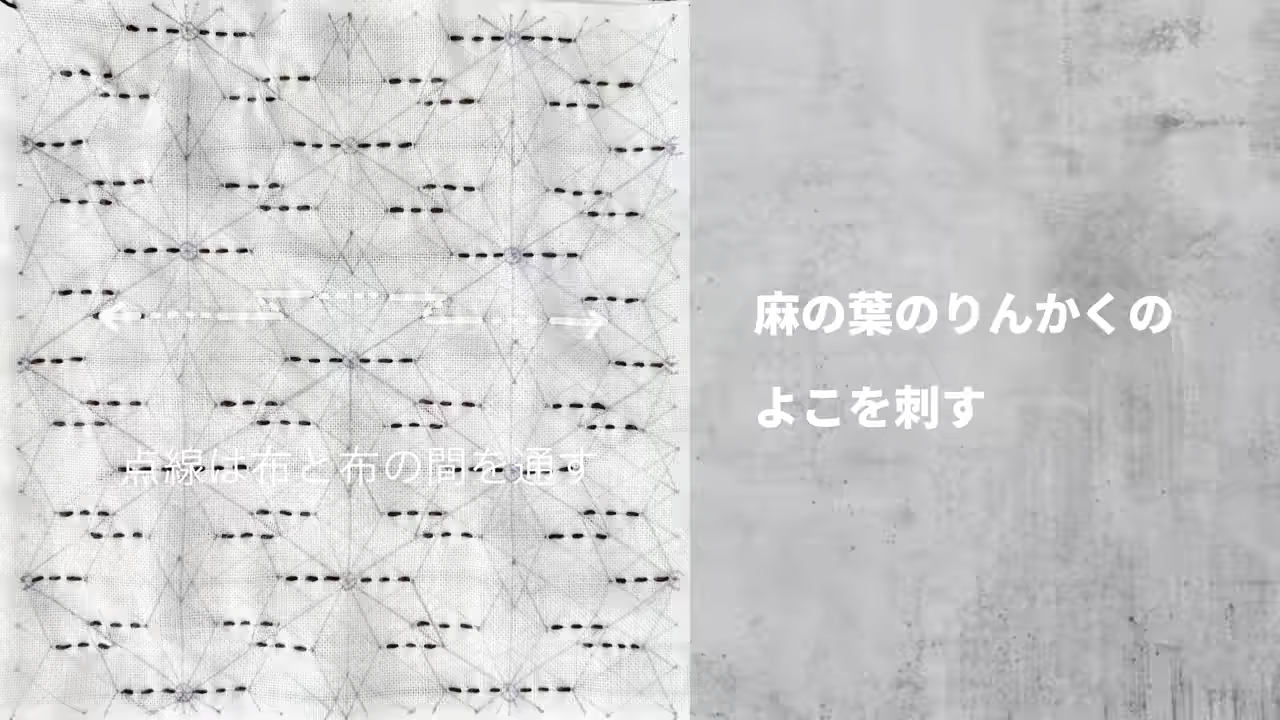 点線は布と布の間を通す
麻の葉のりんかくの
よこを刺す